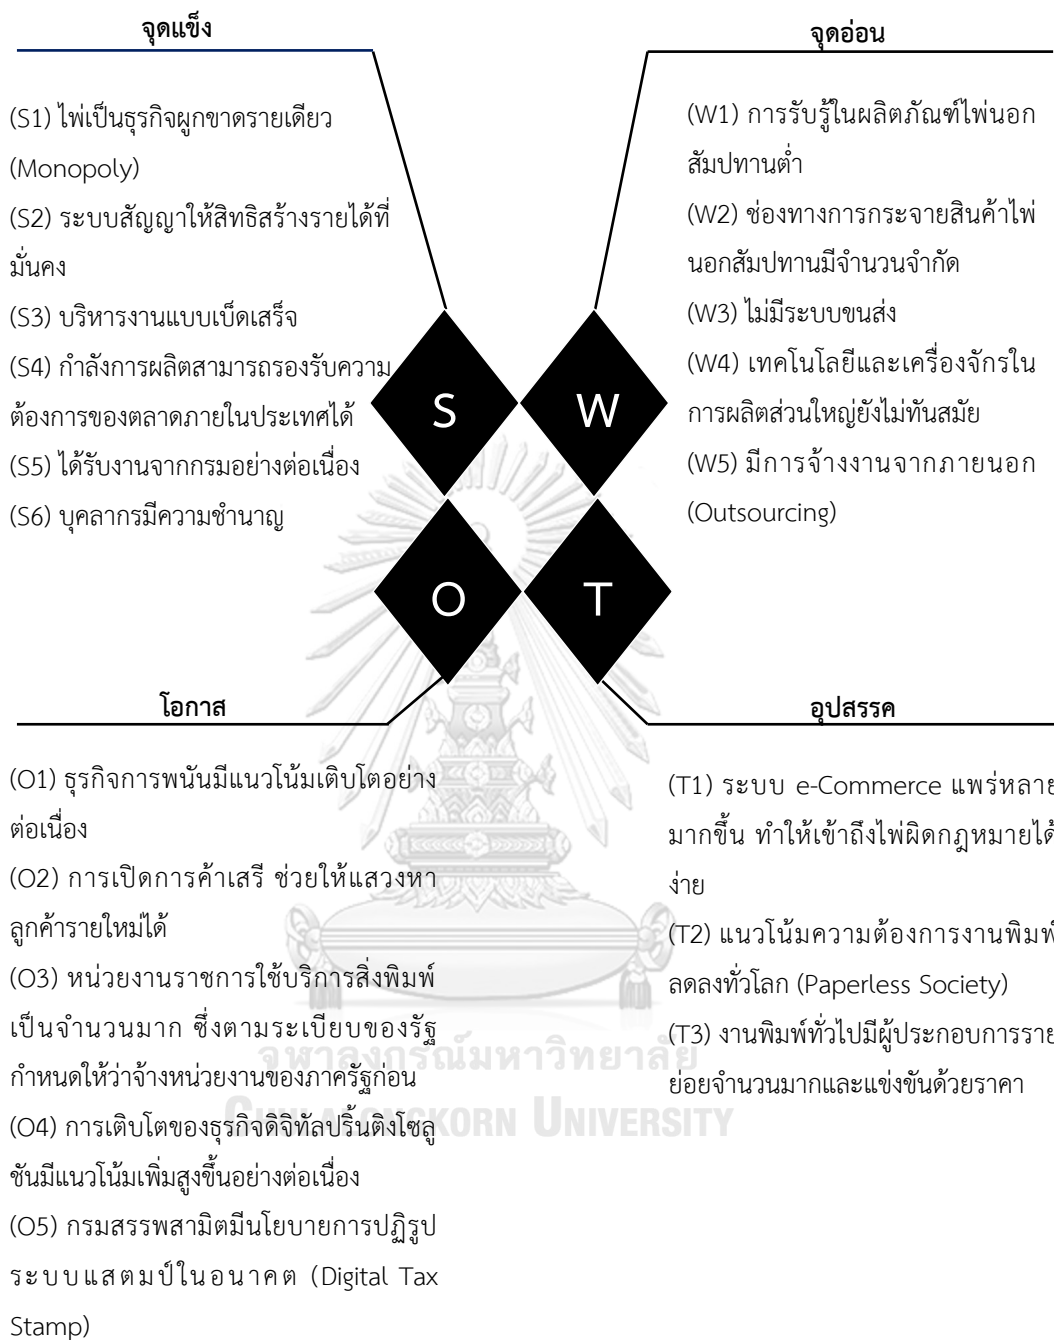 จุดแข็ง
(S1) ไพ่เป็นธุรกิจผูกขาดรายเดียว
(Monopoly)
(S2) ระบบสัญญาให้สิทธิสร้างรายได้ที่
มั่นคง
(S3) บริหารงานแบบเบ็ดเสร็จ
(S4) กำลังการผลิตสามารถรองรับความ
ต้องการของตลาดภายในประเทศได้
(S5) ได้รับงานจากกรมอย่างต่อเนื่อง
(S6) บุคลากรมีความชำนาญ
จุดอ่อน
(W1) การรับรู้ในผลิตภัณฑ์ไพ่นอก
สัมปทานต่ำ
(W2) ช่องทางการกระจายสินค้าไพ่
นอกสัมปทานมีจำนวนจำกัด
(W3) ไม่มีระบบขนส่ง
(W4) เทคโนโลยีและเครื่องจักรใน
การผลิตส่วนใหญ่ยังไม่ทันสมัย
(W5) มีการจ้างงานจากภายนอก
(Outsourcing)
S W
O T
โอกาส
(O1) ธุรกิจการพนันมีแนวโน้มเติบโตอย่าง
ต่อเนื่อง
(O2) การเปิดการค้าเสรี ช่วยให้แสวงหา
ลูกค้ารายใหม่ได้
(O3) หน่วยงานราชการใช้บริการสิ่งพิมพ์
เป็นจำนวนมาก ซึ่งตามระเบียบของรัฐ
กำหนดให้ว่าจ้างหน่วยงานของภาครัฐก่อน
(O4) การเติบโตของธุรกิจดิจิทัลปริ้นติงโซลู
ชันมีแนวโน้มเพิ่มสูงขึ้นอย่างต่อเนื่อง
(O5) กรมสรรพสามิตมีนโยบายการปฏิรูป
ระบบแสตมป์ในอนาคต (Digital Tax
Stamp)
อุปสรรค
(T1) ระบบ e-Commerce แพร่หลาย
มากขึ้น ทำให้เข้าถึงไพ่ผิดกฎหมายได้
ง่าย
(T2) แนวโน้มความต้องการงานพิมพ์
ลดลงทั่วโลก (Paperless Society)
(T3) งานพิมพ์ทั่วไปมีผู้ประกอบการราย
ย่อยจำนวนมากและแข่งขันด้วยราคา
จุฬาลงกรณ์มหาวิทยาลัย
CHULALONGKORN UNIVERSITY